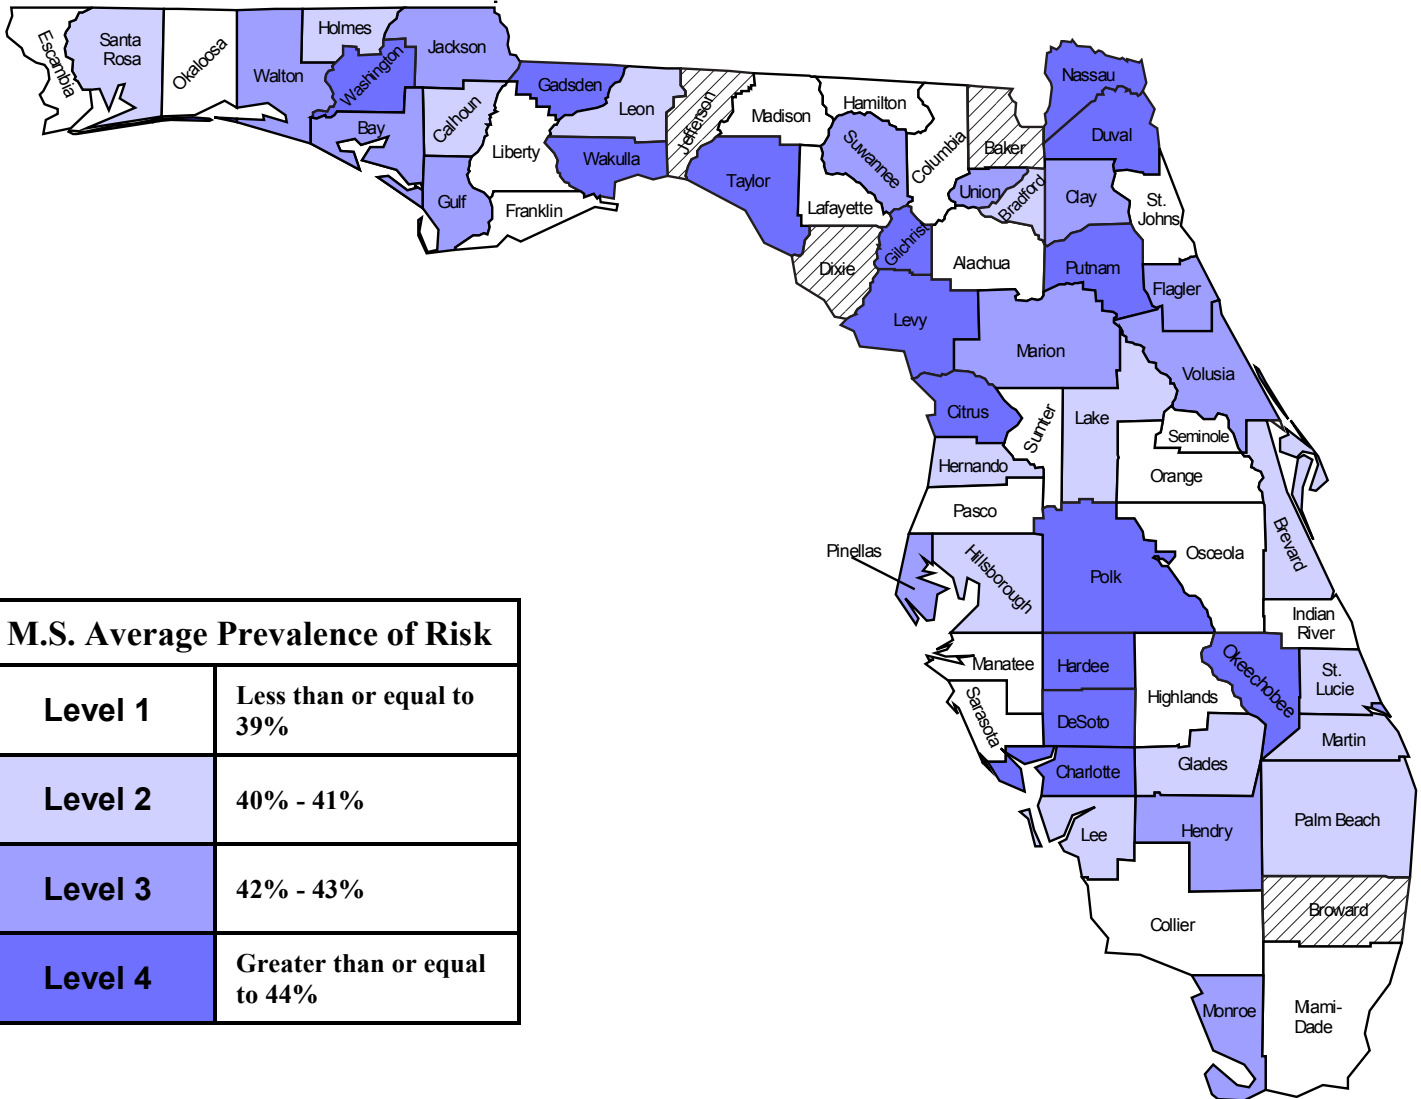 Escambia
Santa
Rosa
Okaloosa
Walton
Holmes
Washington
Jackson
Bay
Calhoun
Gulf
Gadsden
Liberty
Franklin
Leon
Wakulla
Jefferson
Madison
Taylor
Hamilton
Suwannee
Lafayette
Dixie
Columbia
Gilchrist
Levy
Baker
Union
Bradford
Alachua
Nassau
Duval
Clay
St.
Johns
Putnam
Flagler
Marion
Volusia
Citrus
Sumter
Lake
Seminole
Orange
Hernando
Pasco
Pinellas
Hillsborough
Polk
Osceola
Brevard
Indian
River
Manatee
Hardee
Highlands
Okeechobee
St.
Lucie
Sarasota
DeSoto
Martin
Charlotte
Glades
Lee
Hendry
Palm Beach
Collier
Broward
Monroe
Miami-
Dade
M.S. Average Prevalence of Risk
Level 1
Less than or equal to
39%
Level 2
40% - 41%
Level 3
42% - 43%
Level 4
Greater than or equal
to 44%